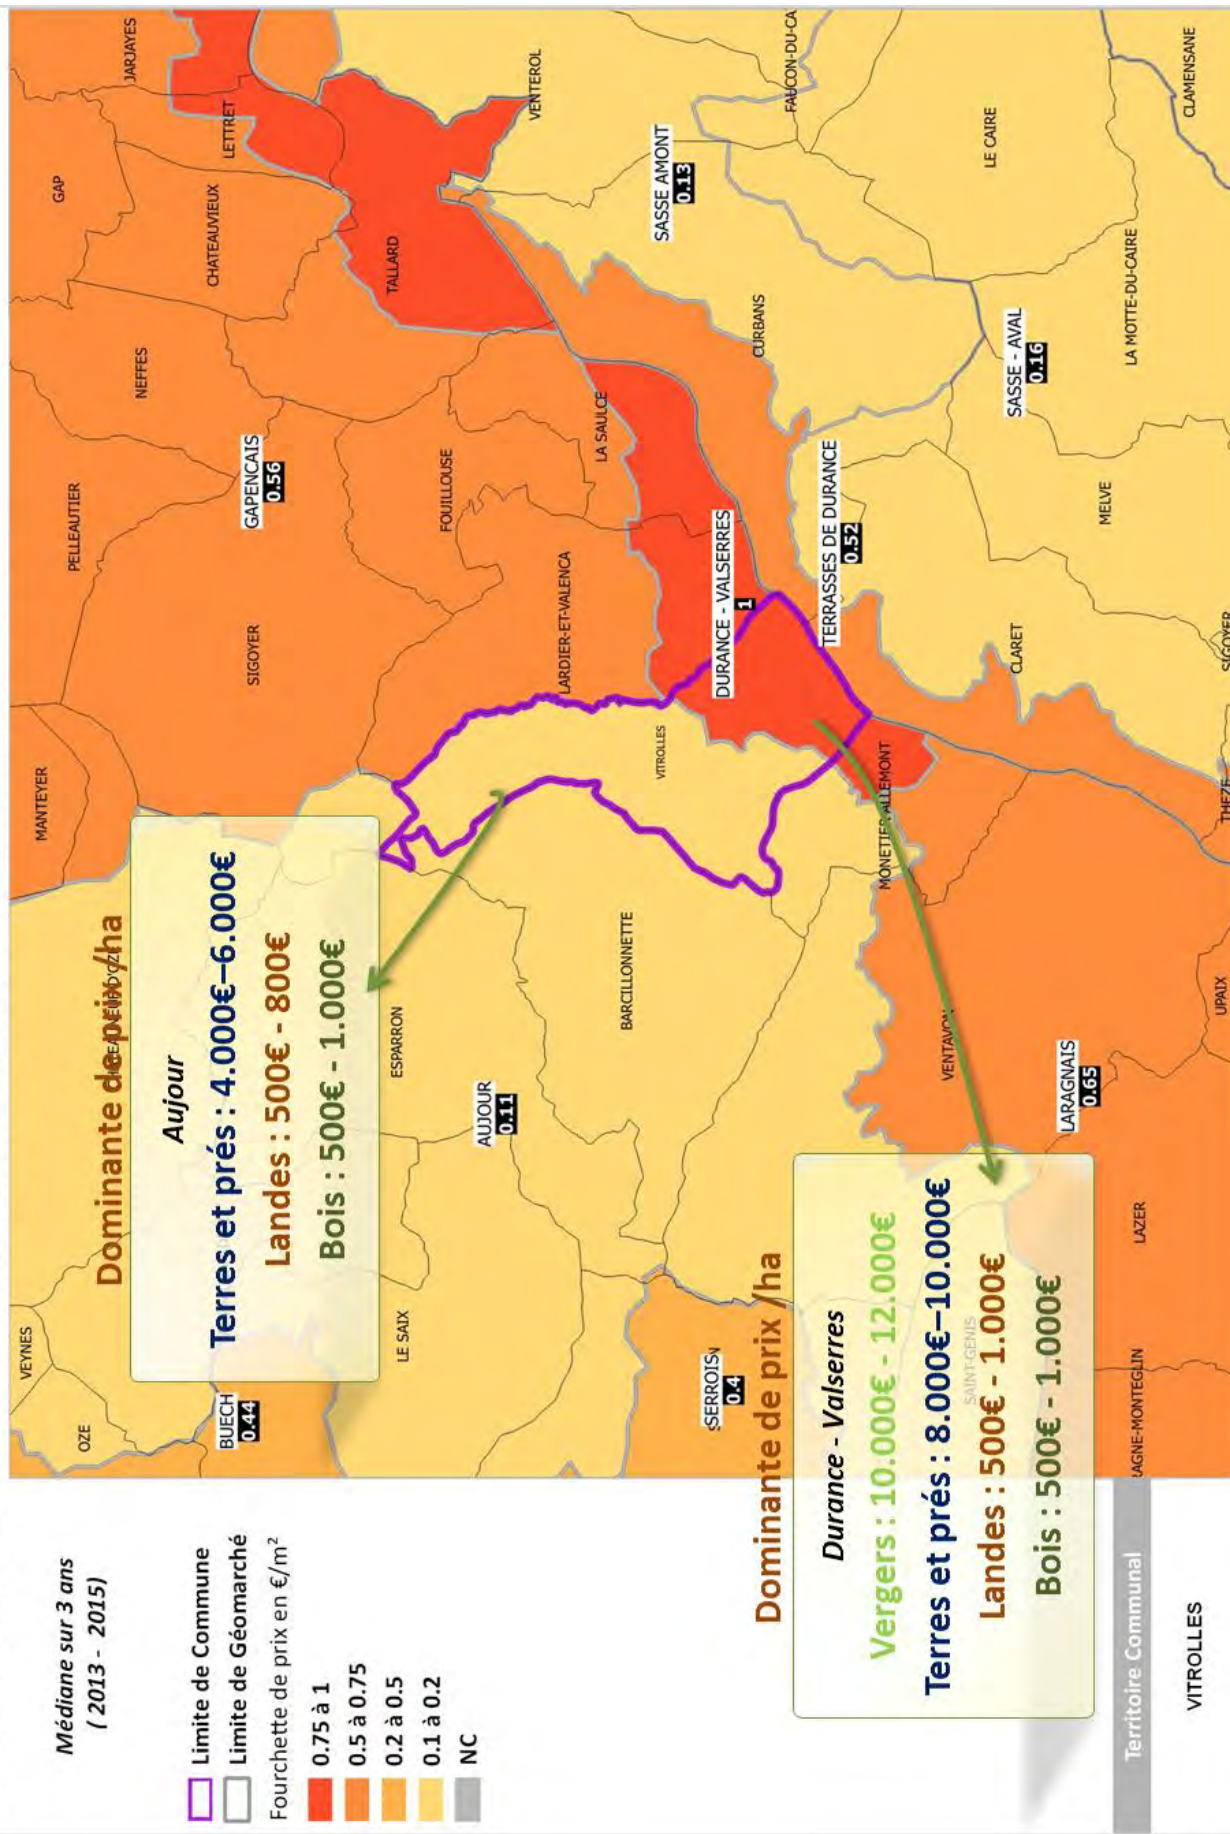 Médiane sur 3 ans
( 2013 - 2015)
Limite de Commune
Limite de Géomarché
Fourchette de prix en €/m²
0.75 à 1
0.5 à 0.75
0.2 à 0.5
0.1 à 0.2
NC
Dominante de prix /ha
Aujour
Terres et prés : 4.000€–6.000€
Landes : 500€ - 800€
Bois : 500€ - 1.000€
Dominante de prix /ha
Durance - Valserres
Vergers : 10.000€ - 12.000€
Terres et prés : 8.000€–10.000€
Landes : 500€ - 1.000€
Bois : 500€ - 1.000€
Territoire Communal
VITROLLES
VEYNES
OZE
BUECH
0.44
LE SAIX
AUJOUR
0.11
ESPARRON
BARCILLONNETTE
SERROIS
0.4
SAINT-GENIS
RAGNE-MONTEGLIN
LAZER
LARAGNAIS
0.65
UPAIX
VENTAVON
MONETIER-ALLEMONT
THEZE
MANTEYER
SIGOYER
PELLEAUTIER
GAPENCAIS
0.56
NEFFES
GAP
CHATEAUVIEUX
LETTRET
JARJAYES
TALLARD
FOUILLOUSE
LARDIER-ET-VALENCA
LA SAULCE
VITROLLES
DURANCE - VALSERRES
1
TERRASSES DE DURANCE
0.52
CURBANS
VENTEROL
SASSE AMONT
0.13
FAUCON-DU-CA
LE CAIRE
CLAMENSANE
LA MOTTE-DU-CAIRE
SASSE - AVAL
0.16
MELVE
CLARET
SIGOYER